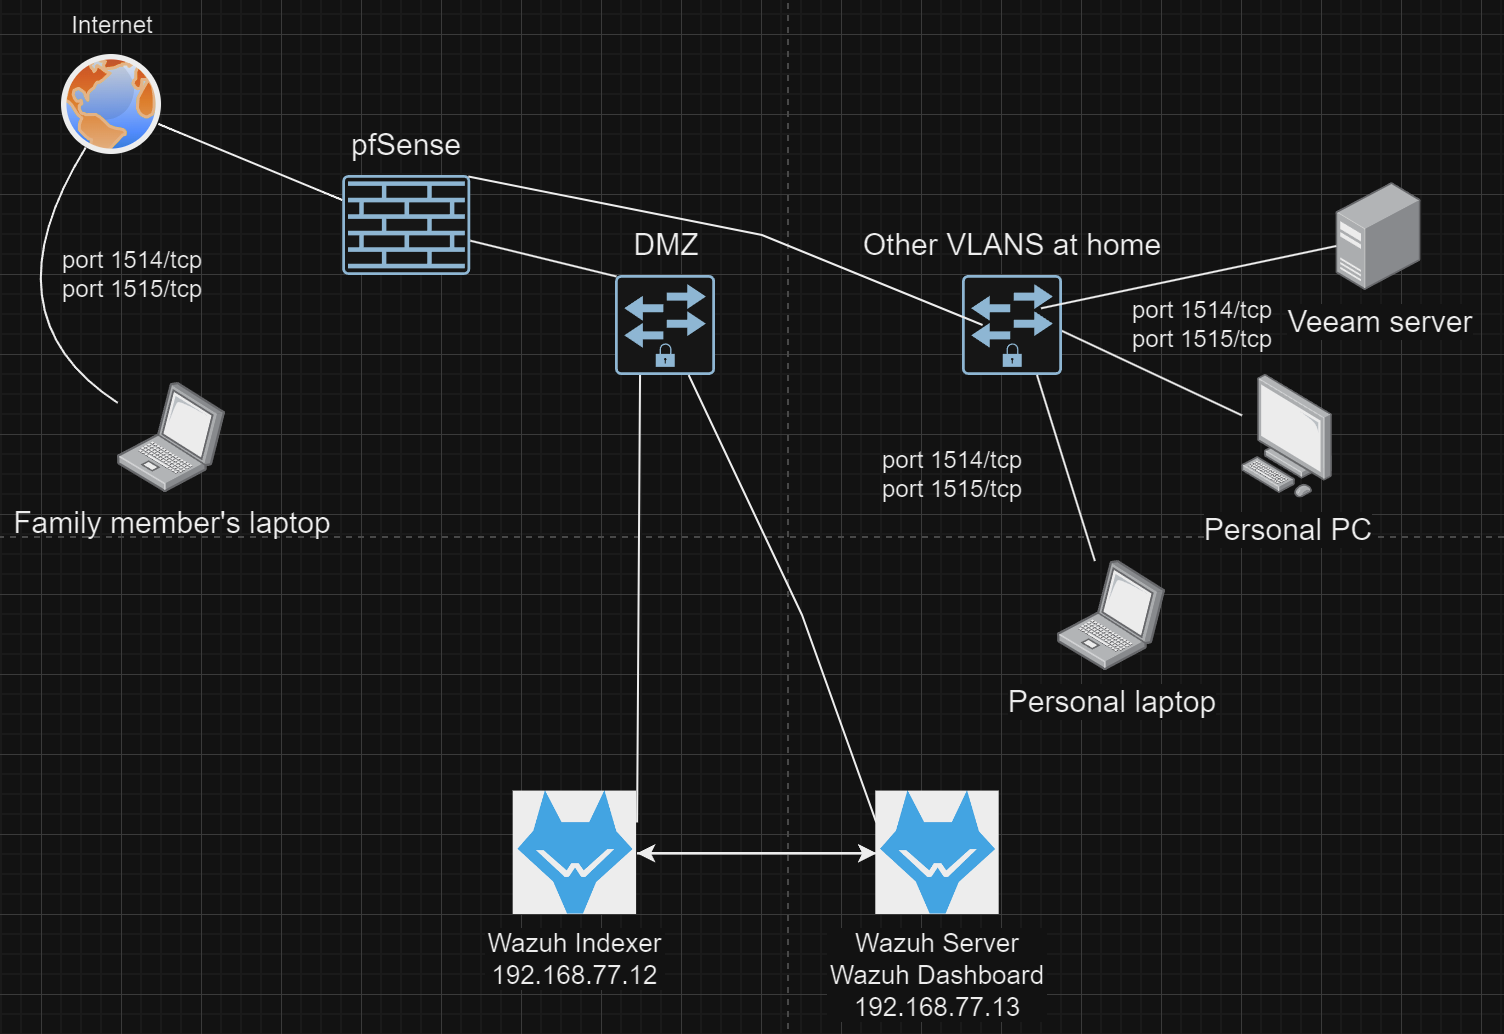 Internet
pfSense
DMZ
Other VLANS at home
port 1514/tcp
port 1515/tcp
port 1514/tcp
port 1515/tcp
Veeam server
port 1514/tcp
port 1515/tcp
Family member's laptop
Personal PC
Personal laptop
Wazuh Indexer
192.168.77.12
Wazuh Server
Wazuh Dashboard
192.168.77.13